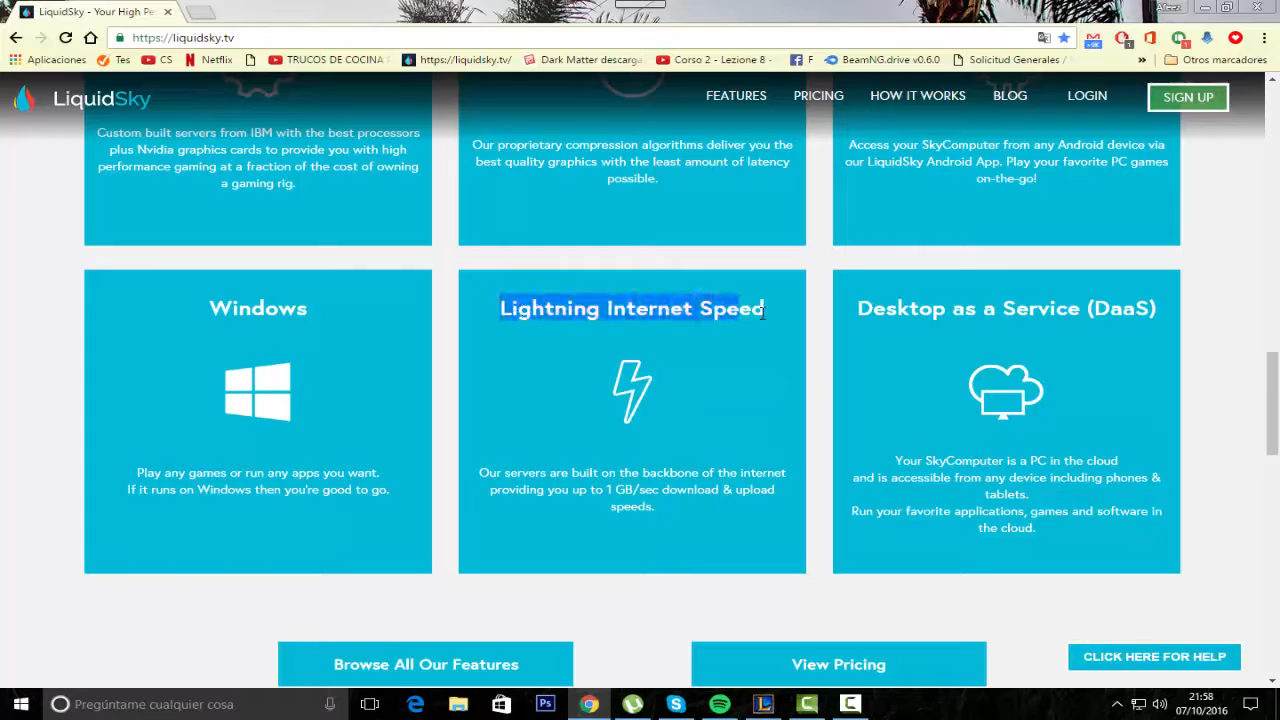 LiquidSky - Your High Pe
Afeez
https://liquidsky.tv
Aplicaciones
Tes
CS
Netflix
TRUCOS DE COCINA
https://liquidsky.tv/
Dark Matter descarga
Corso 2 - Lezione 8 -
F
BeamNG.drive v0.6.0
Solicitud Generales /
»
Otros marcadores
LiquidSky
FEATURES
PRICING
HOW IT WORKS
BLOG
LOGIN
SIGN UP
Custom built servers from IBM with the best processors
plus Nvidia graphics cards to provide you with high
performance gaming at a fraction of the cost of owning
a gaming rig.
Our proprietary compression algorithms deliver you the
best quality graphics with the least amount of latency
possible.
Access your SkyComputer from any Android device via
our LiquidSky Android App. Play your favorite PC games
on-the-go!
Windows
Play any games or run any apps you want.
If it runs on Windows then you're good to go.
Lightning Internet Speed
Our servers are built on the backbone of the internet
providing you up to 1 GB/sec download & upload
speeds.
Desktop as a Service (DaaS)
Your SkyComputer is a PC in the cloud
and is accessible from any device including phones &
tablets.
Run your favorite applications, games and software in
the cloud.
Browse All Our Features
View Pricing
CLICK HERE FOR HELP
Pregúntame cualquier cosa
21:58
07/10/2016